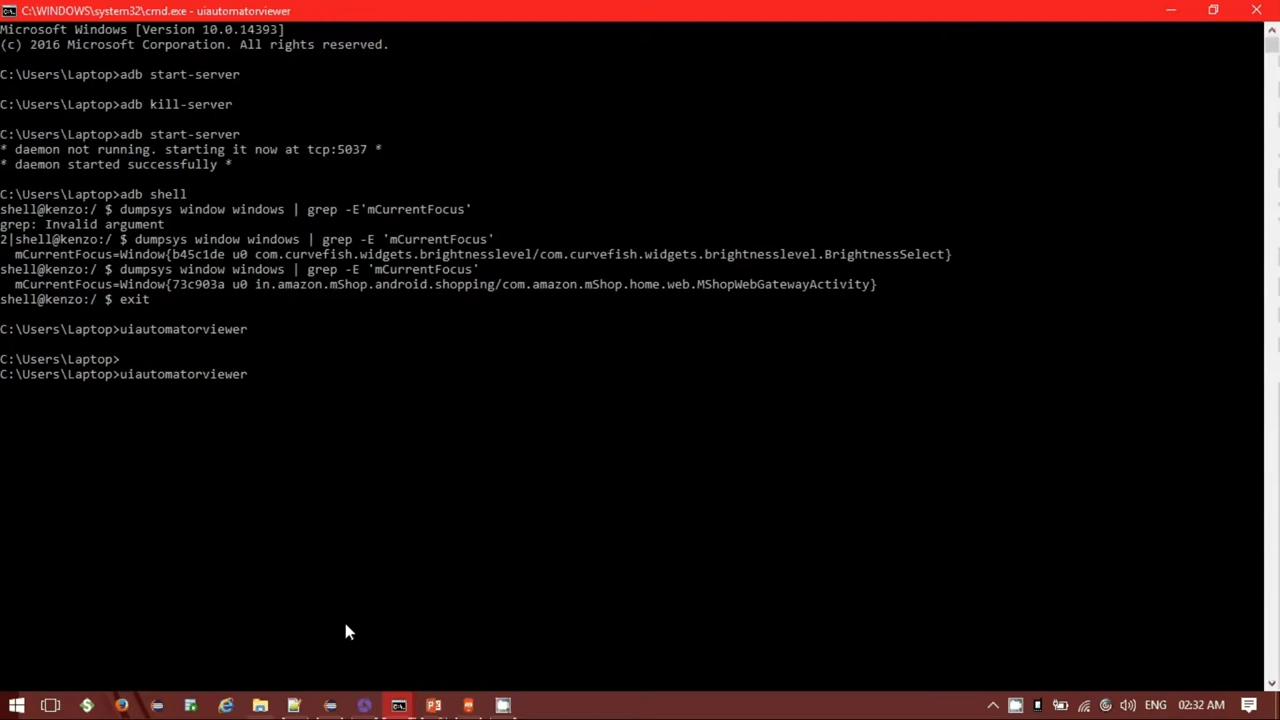 C:\WINDOWS\system32\cmd.exe - uiautomatorviewer
Microsoft Windows [Version 10.0.14393]
(c) 2016 Microsoft Corporation. All rights reserved.
C:\Users\Laptop>adb start-server
C:\Users\Laptop>adb kill-server
C:\Users\Laptop>adb start-server
* daemon not running. starting it now at tcp:5037 *
* daemon started successfully *
C:\Users\Laptop>adb shell
shell@kenzo:/ $ dumpsys window windows | grep -E'mCurrentFocus'
grep: Invalid argument
2|shell@kenzo:/ $ dumpsys window windows | grep -E 'mCurrentFocus'
  mCurrentFocus=Window{b45c1de u0 com.curvefish.widgets.brightnesslevel/com.curvefish.widgets.brightnesslevel.BrightnessSelect}
shell@kenzo:/ $ dumpsys window windows | grep -E 'mCurrentFocus'
  mCurrentFocus=Window{73c903a u0 in.amazon.mShop.android.shopping/com.amazon.mShop.home.web.MShopWebGatewayActivity}
shell@kenzo:/ $ exit
C:\Users\Laptop>uiautomatorviewer
C:\Users\Laptop>
C:\Users\Laptop>uiautomatorviewer
ENG 02:32 AM